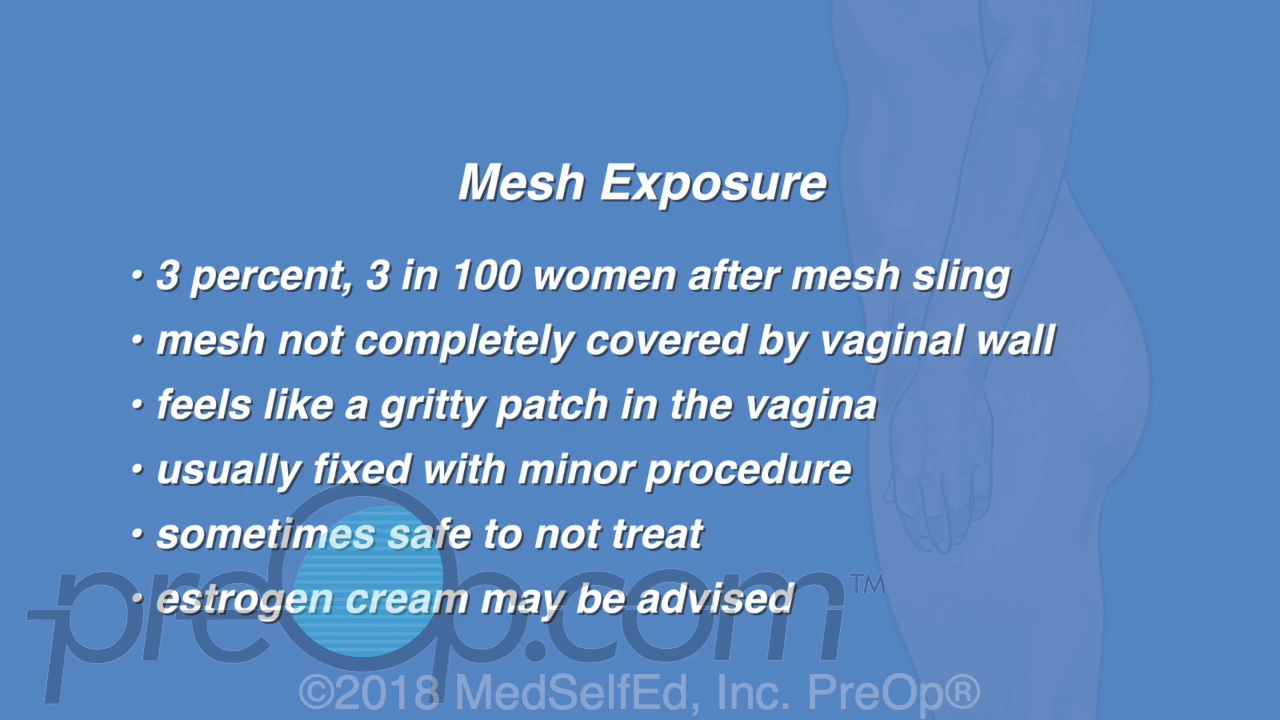 Mesh Exposure
• 3 percent, 3 in 100 women after mesh sling
• mesh not completely covered by vaginal wall
• feels like a gritty patch in the vagina
• usually fixed with minor procedure
• sometimes safe to not treat
• estrogen cream may be advised
preOp.com™
©2018 MedSelfEd, Inc. PreOp®